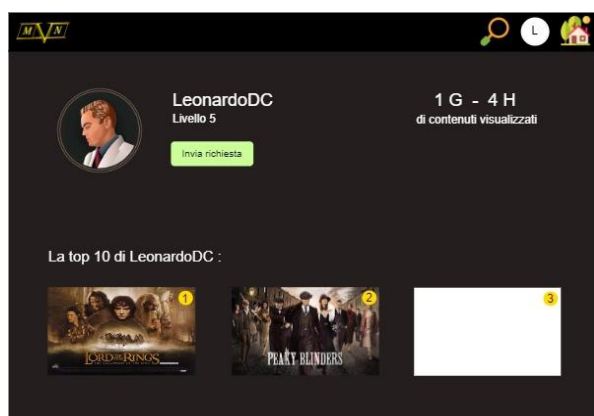 MVN
L
LeonardoDC
Livello 5
Invia richiesta
1 G - 4 H
di contenuti visualizzati
La top 10 di LeonardoDC :
1
LORD OF THE RINGS
2
PEAKY BLINDERS
3